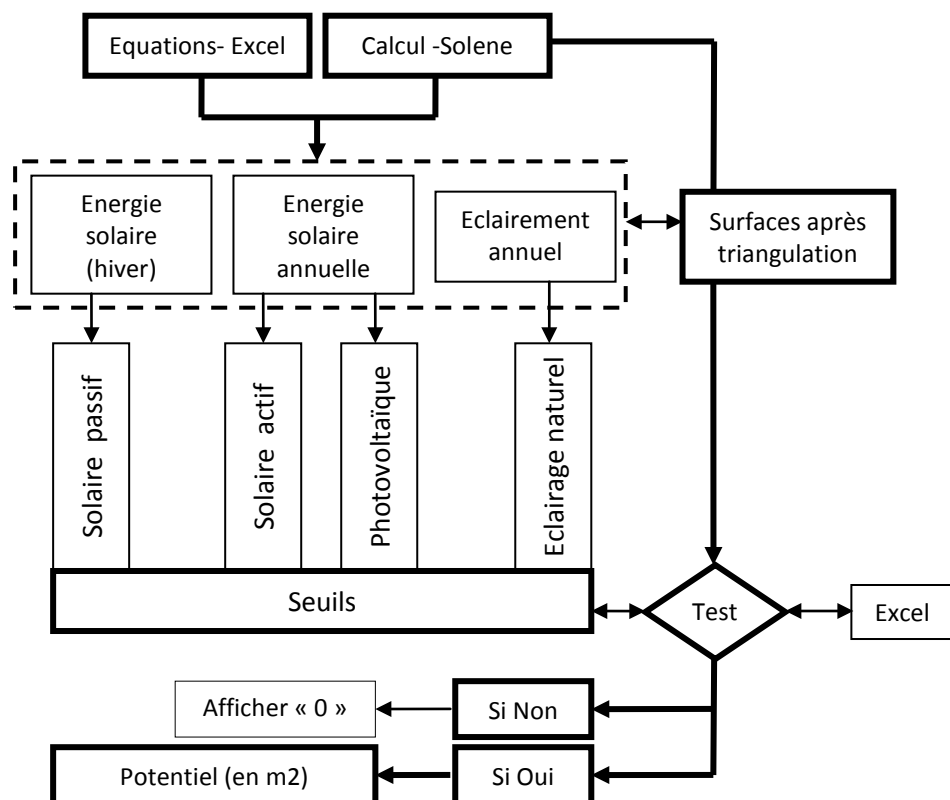 Equations- Excel
Calcul -Solene
Energie
solaire
(hiver)
Energie
solaire
annuelle
Eclairement
annuel
Surfaces après
triangulation
Solaire passif
Solaire actif
Photovoltaïque
Eclairage naturel
Seuils
Test
Excel
Afficher « 0 »
Si Non
Potentiel (en m2)
Si Oui